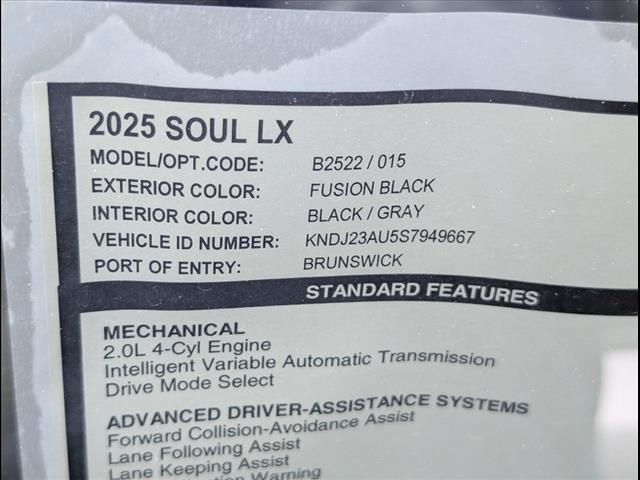 2025 SOUL LX
MODEL/OPT.CODE: B2522 / 015
EXTERIOR COLOR: FUSION BLACK
INTERIOR COLOR: BLACK / GRAY
VEHICLE ID NUMBER: KNDJ23AU5S7949667
PORT OF ENTRY: BRUNSWICK
STANDARD FEATURES
MECHANICAL
2.0L 4-Cyl Engine
Intelligent Variable Automatic Transmission
Drive Mode Select
ADVANCED DRIVER-ASSISTANCE SYSTEMS
Forward Collision-Avoidance Assist
Lane Following Assist
Lane Keeping Assist
Warning